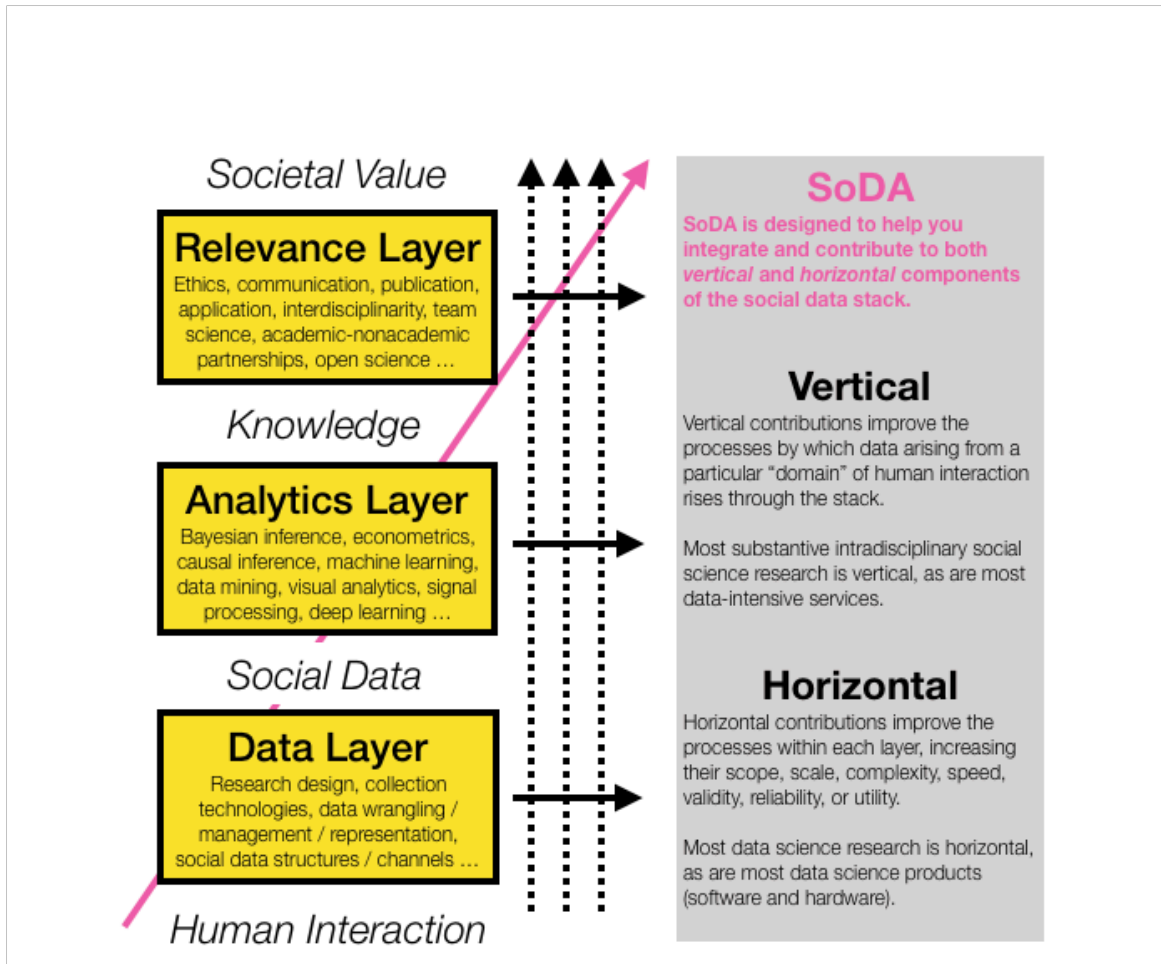 Societal Value
Relevance Layer
Ethics, communication, publication,
application, interdisciplinarity, team
science, academic-nonacademic
partnerships, open science ...
Knowledge
Analytics Layer
Bayesian inference, econometrics,
causal inference, machine learning,
data mining, visual analytics, signal
processing, deep learning ...
Social Data
Data Layer
Research design, collection
technologies, data wrangling /
management / representation,
social data structures / channels ...
Human Interaction
SoDA
SoDA is designed to help you
integrate and contribute to both
vertical and horizontal components
of the social data stack.
Vertical
Vertical contributions improve the
processes by which data arising from a
particular “domain” of human interaction
rises through the stack.
Most substantive intradisciplinary social
science research is vertical, as are most
data-intensive services.
Horizontal
Horizontal contributions improve the
processes within each layer, increasing
their scope, scale, complexity, speed,
validity, reliability, or utility.
Most data science research is horizontal,
as are most data science products
(software and hardware).